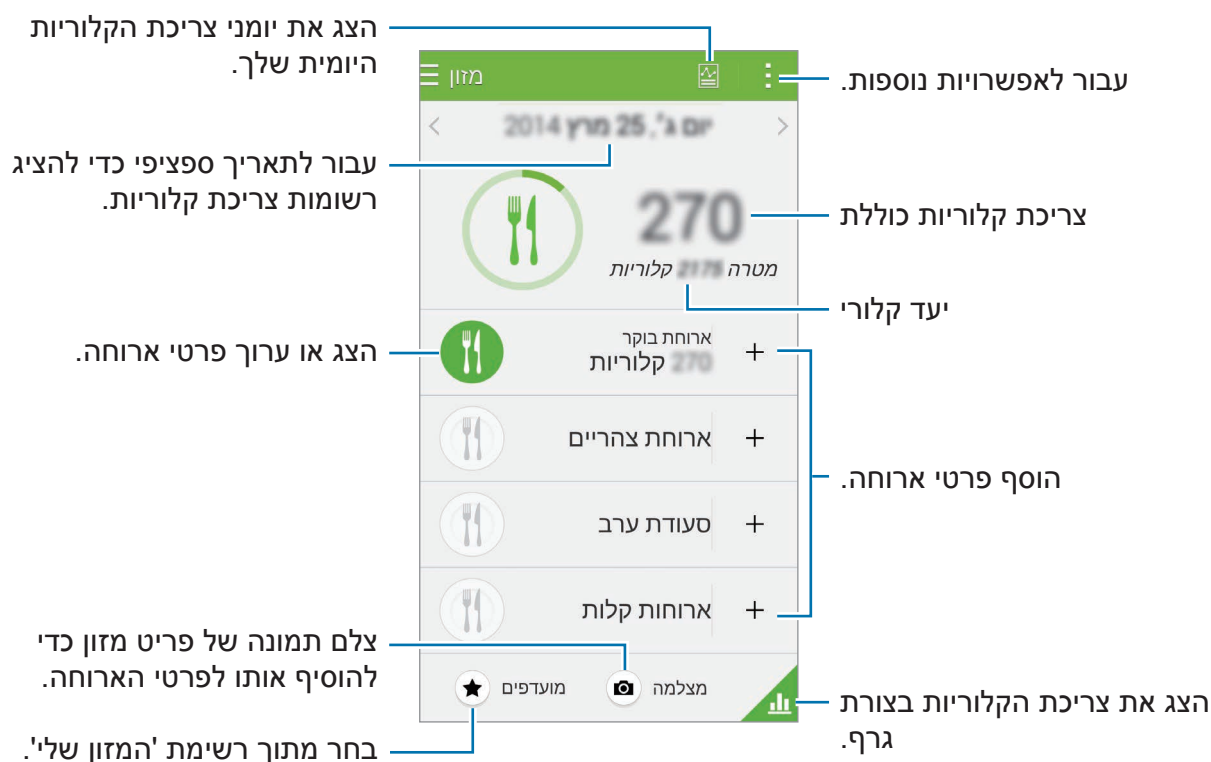 הצג את יומני צריכת הקלוריות
היומית שלך.
עבור לאפשרויות נוספות.
מזון
יום ג', 25 מרץ 2014
עבור לתאריך ספציפי כדי להציג
רשומות צריכת קלוריות.
270
צריכת קלוריות כוללת
מטרה 2175 קלוריות
יעד קלורי
ארוחת בוקר
270 קלוריות
הצג או ערוך פרטי ארוחה.
ארוחת צהריים
הוסף פרטי ארוחה.
סעודת ערב
ארוחות קלות
צלם תמונה של פריט מזון כדי
להוסיף אותו לפרטי הארוחה.
מצלמה
מועדפים
הצג את צריכת הקלוריות בצורת
גרף.
בחר מתוך רשימת 'המזון שלי'.